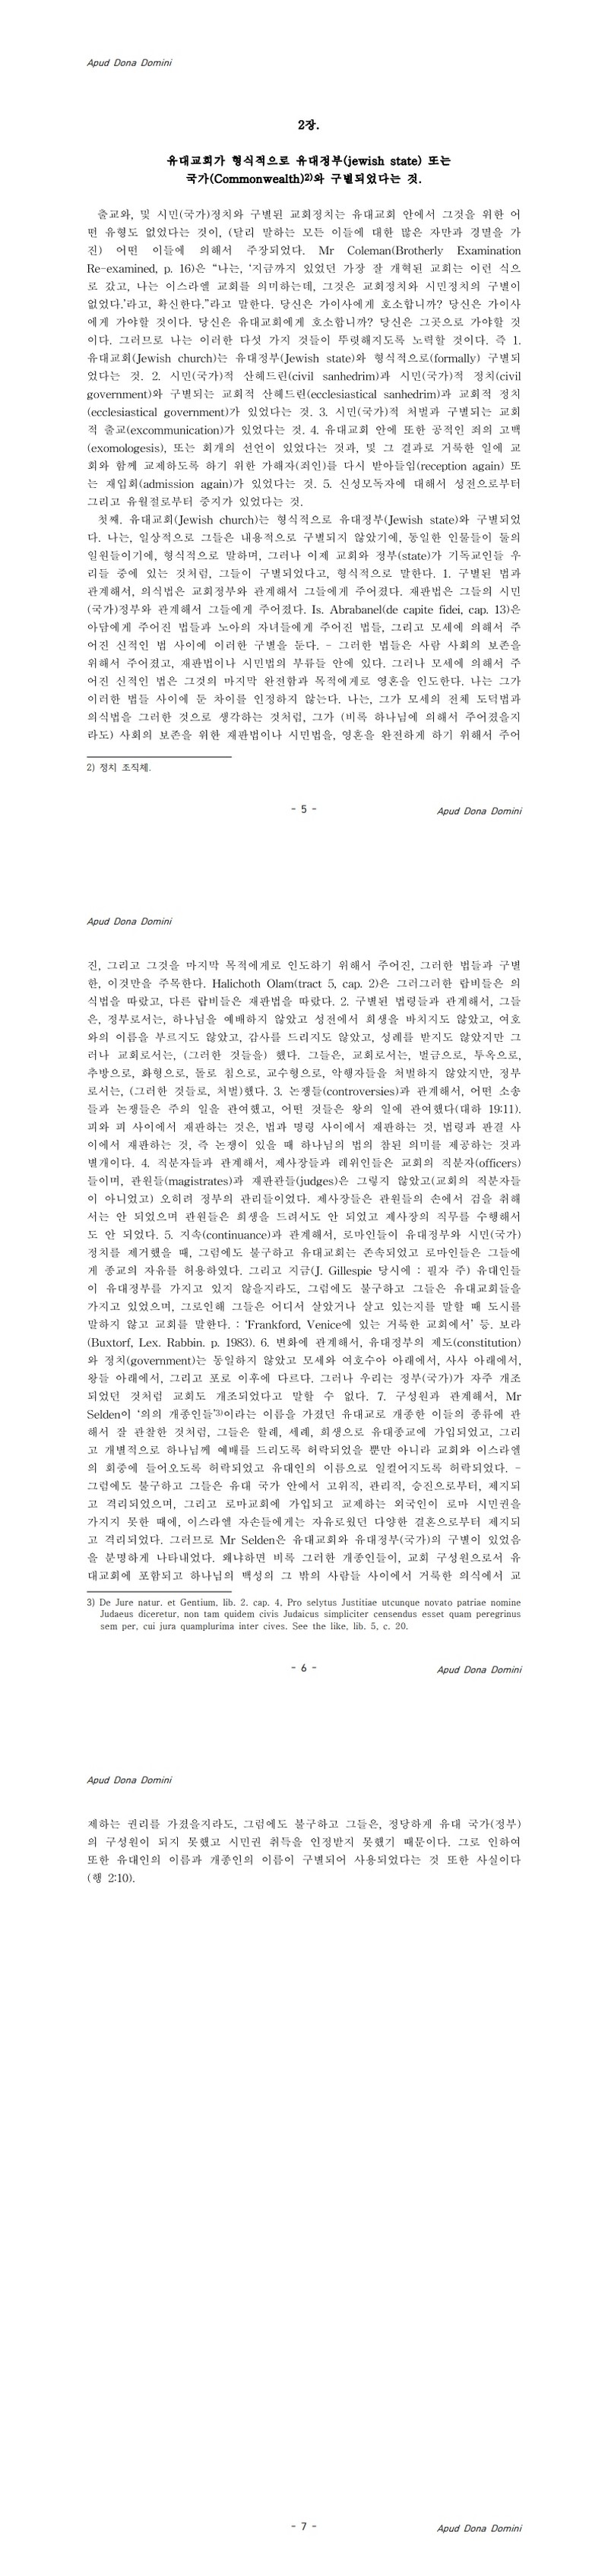 Apud Dona Domini
2장.
유대교회가 형식적으로 유대정부(jewish state) 또는
국가(Commonwealth)2)와 구별되었다는 것.
출교와, 및 시민(국가)정치와 구별된 교회정치는 유대교회 안에서 그것을 위한 어
떤 유형도 없었다는 것이, (달리 말하는 모든 이들에 대한 많은 자만과 경멸을 가
진) 어떤 이들에 의해서 주장되었다. Mr Coleman(Brotherly Examination
Re-examined, p. 16)은 “나는, ‘지금까지 있었던 가장 잘 개혁된 교회는 이런 식으
로 갔고, 나는 이스라엘 교회를 의미하는데, 그것은 교회정치와 시민정치의 구별이
없었다.’라고, 확신한다.”라고 말한다. 당신은 가이사에게 호소합니까? 당신은 가이사
에게 가야할 것이다. 당신은 유대교회에게 호소합니까? 당신은 그곳으로 가야할 것
이다. 그러므로 나는 이러한 다섯 가지 것들이 뚜렷해지도록 노력할 것이다. 즉 1.
유대교회(Jewish church)는 유대정부(Jewish state)와 형식적으로(formally) 구별되
었다는 것. 2. 시민(국가)적 산헤드린(civil sanhedrim)과 시민(국가)적 정치(civil
government)와 구별되는 교회적 산헤드린(ecclesiastical sanhedrim)과 교회적 정치
(ecclesiastical government)가 있었다는 것. 3. 시민(국가)적 처벌과 구별되는 교회
적 출교(excommunication)가 있었다는 것. 4. 유대교회 안에 또한 공적인 죄의 고백
(exomologesis), 또는 회개의 선언이 있었다는 것과, 및 그 결과로 거룩한 일에 교
회와 함께 교제하도록 하기 위한 가해자(죄인)를 다시 받아들임(reception again) 또
는 재입회(admission again)가 있었다는 것. 5. 신성모독자에 대해서 성전으로부터
그리고 유월절로부터 중지가 있었다는 것.
첫째. 유대교회(Jewish church)는 형식적으로 유대정부(Jewish state)와 구별되었
다. 나는, 일상적으로 그들은 내용적으로 구별되지 않았기에, 동일한 인물들이 둘의
일원들이기에, 형식적으로 말하며, 그러나 이제 교회와 정부(state)가 기독교인들 우
리들 중에 있는 것처럼, 그들이 구별되었다고, 형식적으로 말한다. 1. 구별된 법과
관계해서, 의식법은 교회정부와 관계해서 그들에게 주어졌다. 재판법은 그들의 시민
(국가)정부와 관계해서 그들에게 주어졌다. Is. Abrabanel(de capite fidei, cap. 13)은
아담에게 주어진 법들과 노아의 자녀들에게 주어진 법들, 그리고 모세에 의해서 주
어진 신적인 법 사이에 이러한 구별을 둔다. - 그러한 법들은 사람 사회의 보존을
위해서 주어졌고, 재판법이나 시민법의 부류들 안에 있다. 그러나 모세에 의해서 주
어진 신적인 법은 그것의 마지막 완전함과 목적에게로 영혼을 인도한다. 나는 그가
이러한 법들 사이에 둔 차이를 인정하지 않는다. 나는, 그가 모세의 전체 도덕법과
의식법을 그러한 것으로 생각하는 것처럼, 그가 (비록 하나님에 의해서 주어졌을지
라도) 사회의 보존을 위한 재판법이나 시민법을, 영혼을 완전하게 하기 위해서 주어
2) 정치 조직체.
- 5 -
Apud Dona Domini
Apud Dona Domini
진, 그리고 그것을 마지막 목적에게로 인도하기 위해서 주어진, 그러한 법들과 구별
한, 이것만을 주목한다. Halichoth Olam(tract 5, cap. 2)은 그러그러한 랍비들은 의
식법을 따랐고, 다른 랍비들은 재판법을 따랐다. 2. 구별된 법령들과 관계해서, 그들
은, 정부로서는, 하나님을 예배하지 않았고 성전에서 희생을 바치지도 않았고, 여호
와의 이름을 부르지도 않았고, 감사를 드리지도 않았고, 성례를 받지도 않았지만 그
러나 교회로서는, (그러한 것들을) 했다. 그들은, 교회로서는, 벌금으로, 투옥으로,
추방으로, 화형으로, 돌로 침으로, 교수형으로, 악행자들을 처벌하지 않았지만, 정부
로서는, (그러한 것들로, 처벌)했다. 3. 논쟁들(controversies)과 관계해서, 어떤 소송
들과 논쟁들은 주의 일을 관여했고, 어떤 것들은 왕의 일에 관여했다(대하 19:11).
피와 피 사이에서 재판하는 것은, 법과 명령 사이에서 재판하는 것, 법령과 판결 사
이에서 재판하는 것, 즉 논쟁이 있을 때 하나님의 법의 참된 의미를 제공하는 것과
별개이다. 4. 직분자들과 관계해서, 제사장들과 레위인들은 교회의 직분자(officers)
들이며, 관원들(magistrates)과 재판관들(judges)은 그렇지 않았고(교회의 직분자들
이 아니었고) 오히려 정부의 관리들이었다. 제사장들은 관원들의 손에서 검을 취해
서는 안 되었으며 관원들은 희생을 드려서도 안 되었고 제사장의 직무를 수행해서
도 안 되었다. 5. 지속(continuance)과 관계해서, 로마인들이 유대정부와 시민(국가)
정치를 제거했을 때, 그럼에도 불구하고 유대교회는 존속되었고 로마인들은 그들에
게 종교의 자유를 허용하였다. 그리고 지금(J. Gillespie 당시에 : 필자 주) 유대인들
이 유대정부를 가지고 있지 않을지라도, 그럼에도 불구하고 그들은 유대교회들을
가지고 있었으며, 그로인해 그들은 어디서 살았거나 살고 있는지를 말할 때 도시를
말하지 않고 교회를 말한다. : ‘Frankford, Venice에 있는 거룩한 교회에서’ 등. 보라
(Buxtorf, Lex. Rabbin. p. 1983). 6. 변화에 관계해서, 유대정부의 제도(constitution)
와 정치(government)는 동일하지 않았고 모세와 여호수아 아래에서, 사사 아래에서,
왕들 아래에서, 그리고 포로 이후에 다르다. 그러나 우리는 정부(국가)가 자주 개조
되었던 것처럼 교회도 개조되었다고 말할 수 없다. 7. 구성원과 관계해서, Mr
Selden이 ‘의의 개종인들’3)이라는 이름을 가졌던 유대교로 개종한 이들의 종류에 관
해서 잘 관찰한 것처럼, 그들은 할례, 세례, 희생으로 유대종교에 가입되었고, 그리
고 개별적으로 하나님께 예배를 드리도록 허락되었을 뿐만 아니라 교회와 이스라엘
의 회중에 들어오도록 허락되었고 유대인의 이름으로 일컬어지도록 허락되었다. -
그럼에도 불구하고 그들은 유대 국가 안에서 고위직, 관리직, 승진으로부터, 제지되
고 격리되었으며, 그리고 로마교회에 가입되고 교제하는 외국인이 로마 시민권을
가지지 못한 때에, 이스라엘 자손들에게는 자유로웠던 다양한 결혼으로부터 제지되
고 격리되었다. 그러므로 Mr Selden은 유대교회와 유대정부(국가)의 구별이 있었음
을 분명하게 나타내었다. 왜냐하면 비록 그러한 개종인들이, 교회 구성원으로서 유
대교회에 포함되고 하나님의 백성의 그 밖의 사람들 사이에서 거룩한 의식에서 교
3) De Jure natur. et Gentium, lib. 2. cap. 4, Pro selytus Justitiae utcunque novato patriae nomine
Judaeus diceretur, non tam quidem civis Judaicus simpliciter censendus esset quam peregrinus
sem per, cui jura quamplurima inter cives. See the like, lib. 5, c. 20.
- 6 -
Apud Dona Domini
Apud Dona Domini
제하는 권리를 가졌을지라도, 그럼에도 불구하고 그들은, 정당하게 유대 국가(정부)
의 구성원이 되지 못했고 시민권 취득을 인정받지 못했기 때문이다. 그로 인하여
또한 유대인의 이름과 개종인의 이름이 구별되어 사용되었다는 것 또한 사실이다
(행 2:10).
- 7 -
Apud Dona Domini